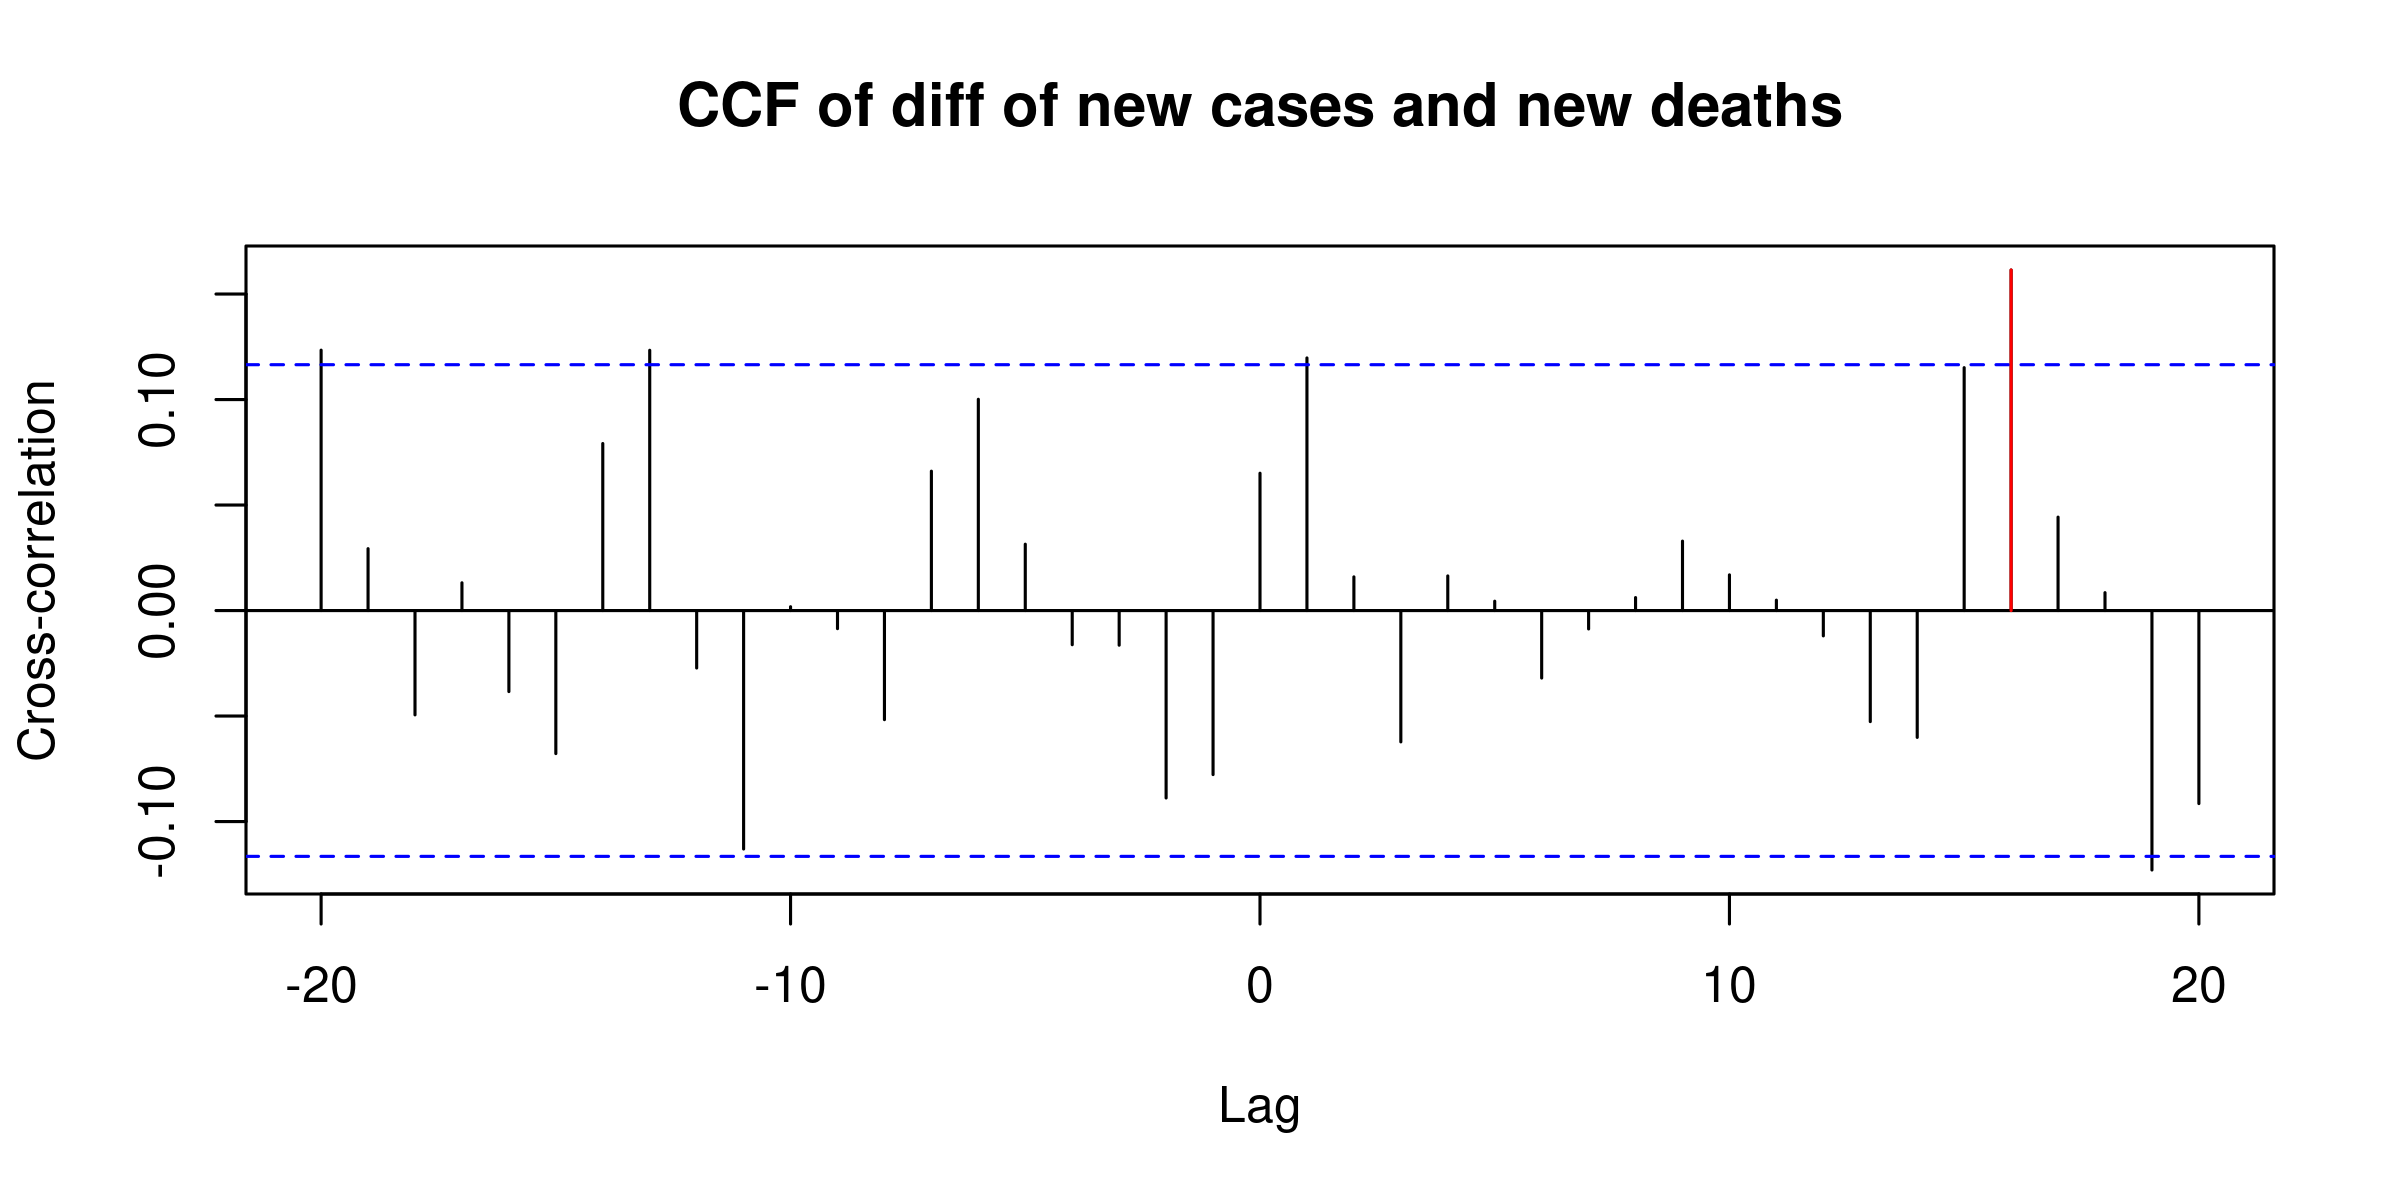 CCF of diff of new cases and new deaths
Cross-correlation
0.10
0.00
-0.10
-20 -10 0 10 20
Lag